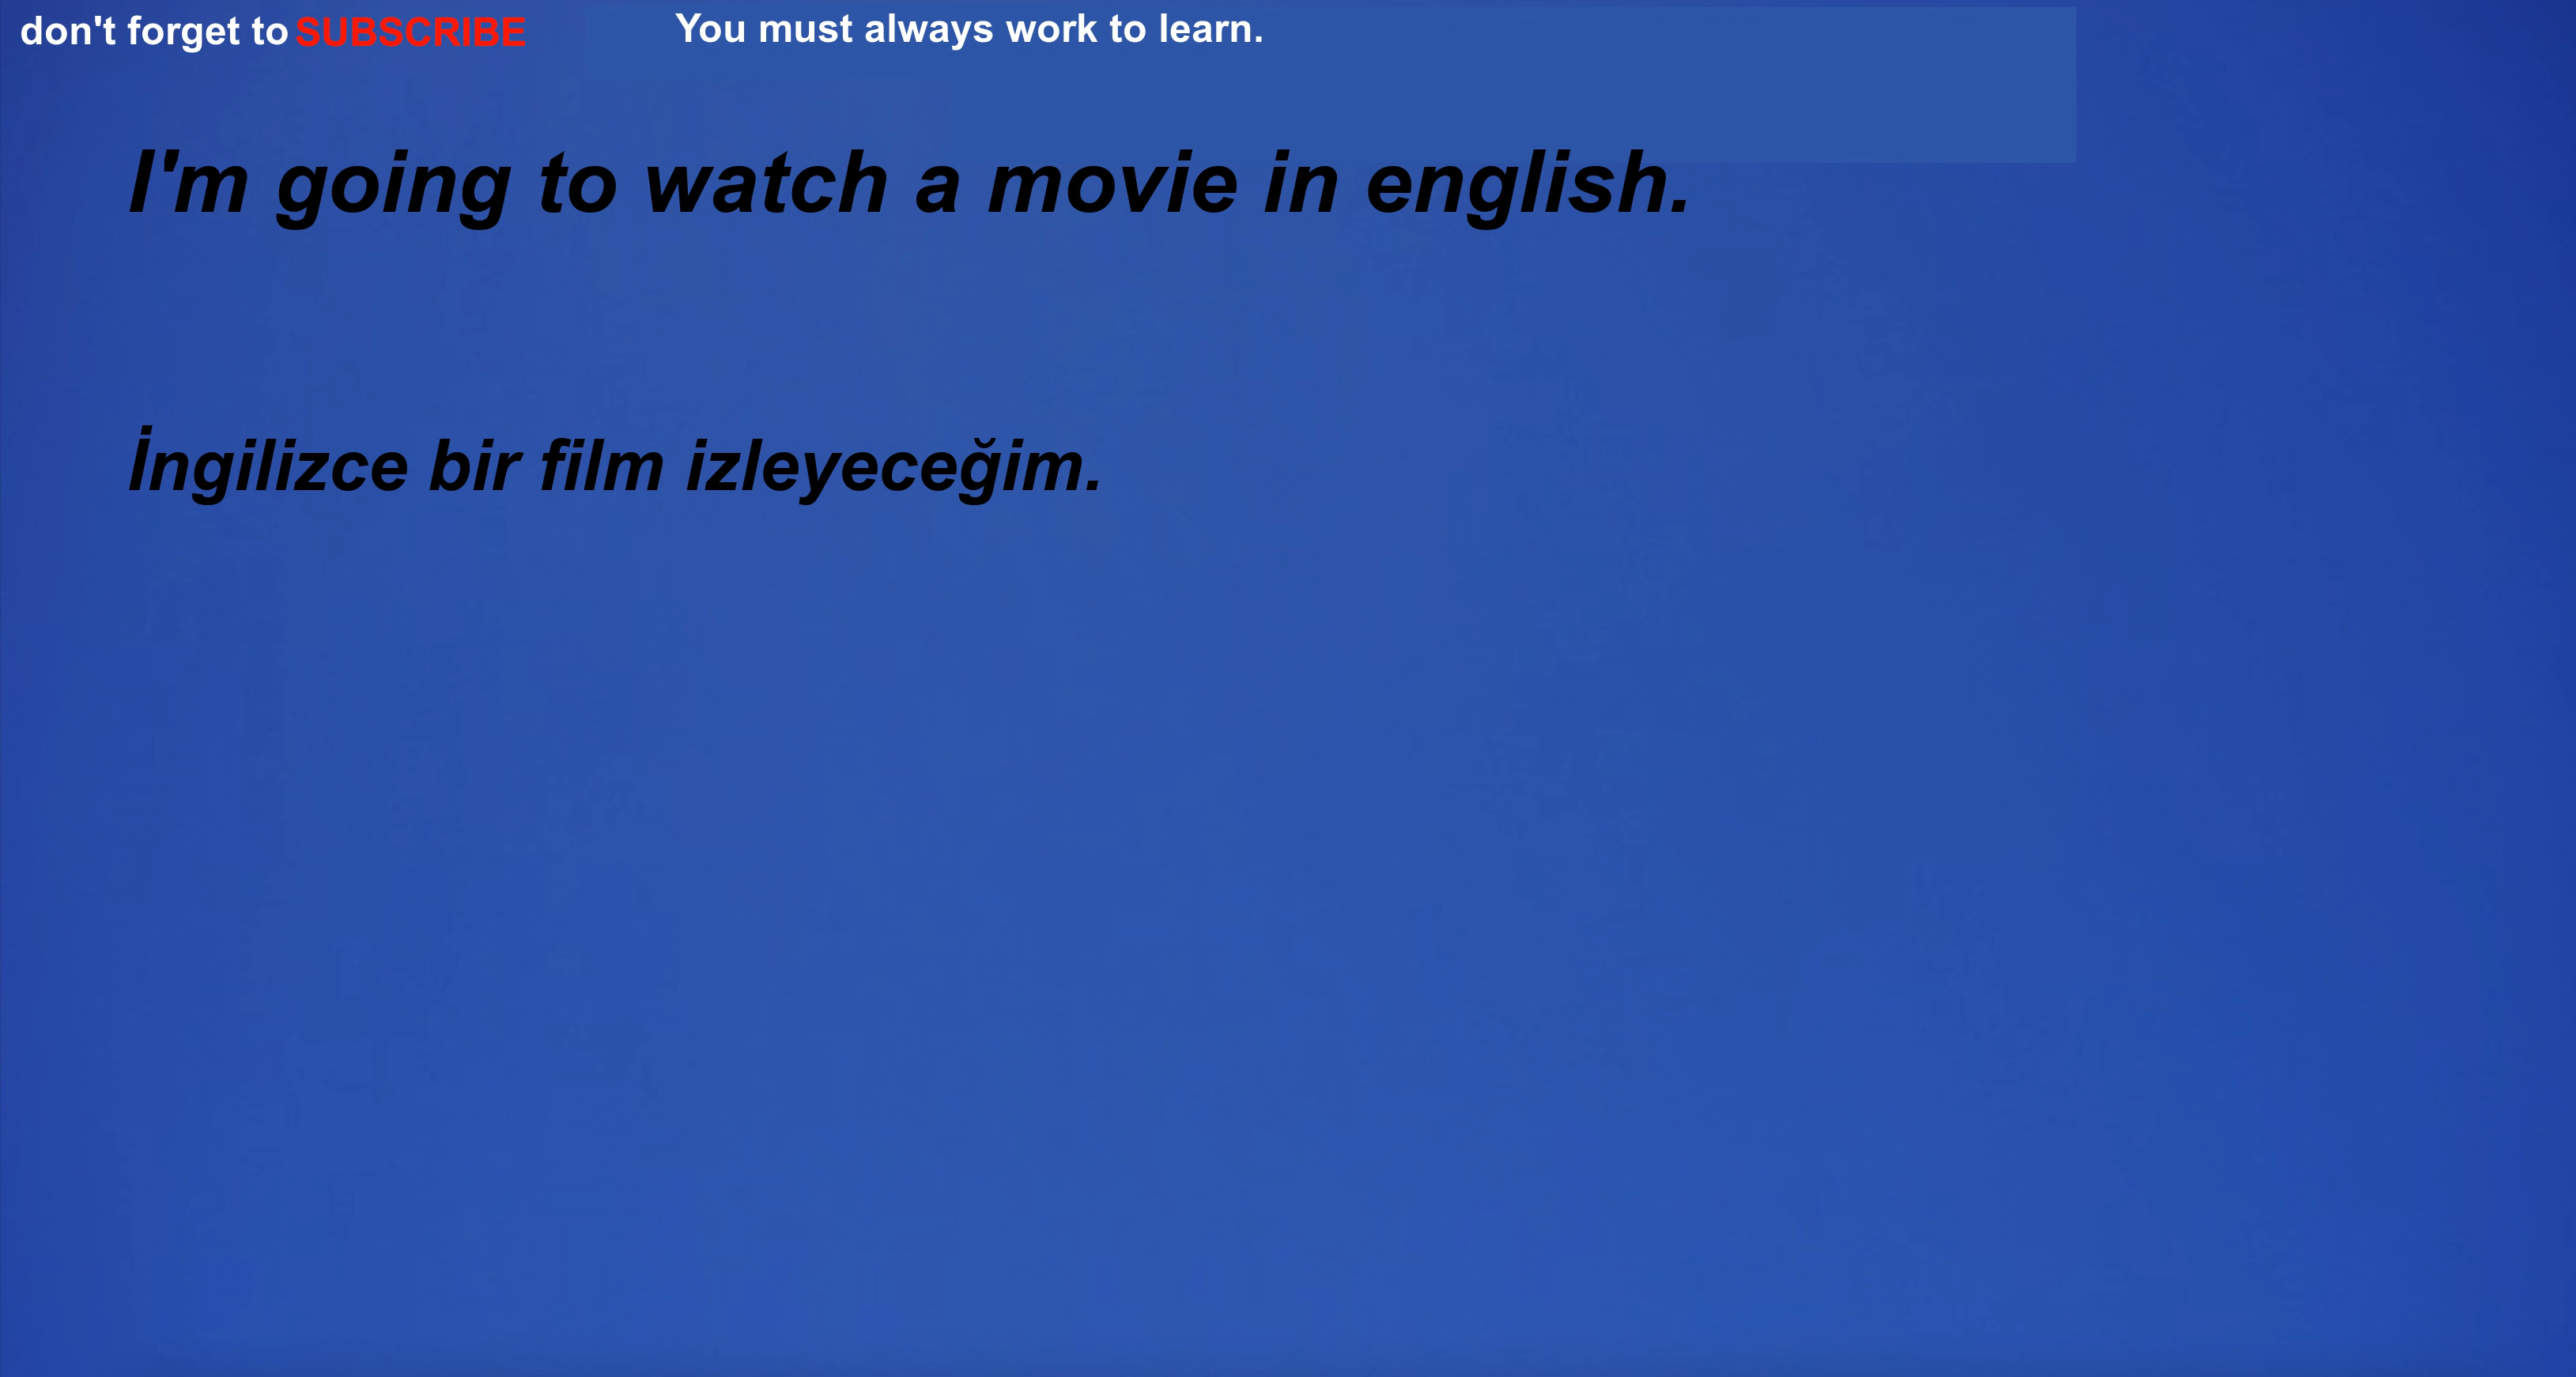 don't forget to SUBSCRIBE You must always work to learn.
I'm going to watch a movie in english.
İngilizce bir film izleyeceğim.